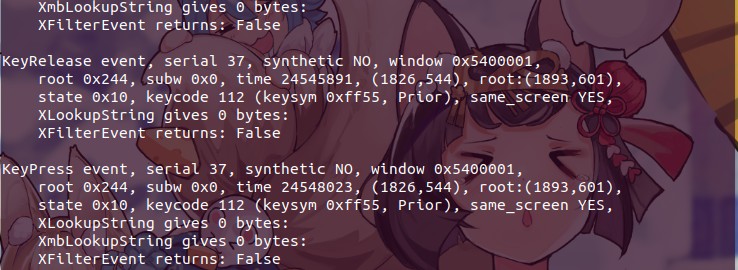 XmbLookupString gives 0 bytes:
XFilterEvent returns: False
KeyRelease event, serial 37, synthetic NO, window 0x5400001,
root 0x244, subw 0x0, time 24545891, (1826,544), root:(1893,601),
state 0x10, keycode 112 (keysym 0xff55, Prior), same_screen YES,
XLookupString gives 0 bytes:
XFilterEvent returns: False
KeyPress event, serial 37, synthetic NO, window 0x5400001,
root 0x244, subw 0x0, time 24548023, (1826,544), root:(1893,601),
state 0x10, keycode 112 (keysym 0xff55, Prior), same_screen YES,
XLookupString gives 0 bytes:
XmbLookupString gives 0 bytes:
XFilterEvent returns: False